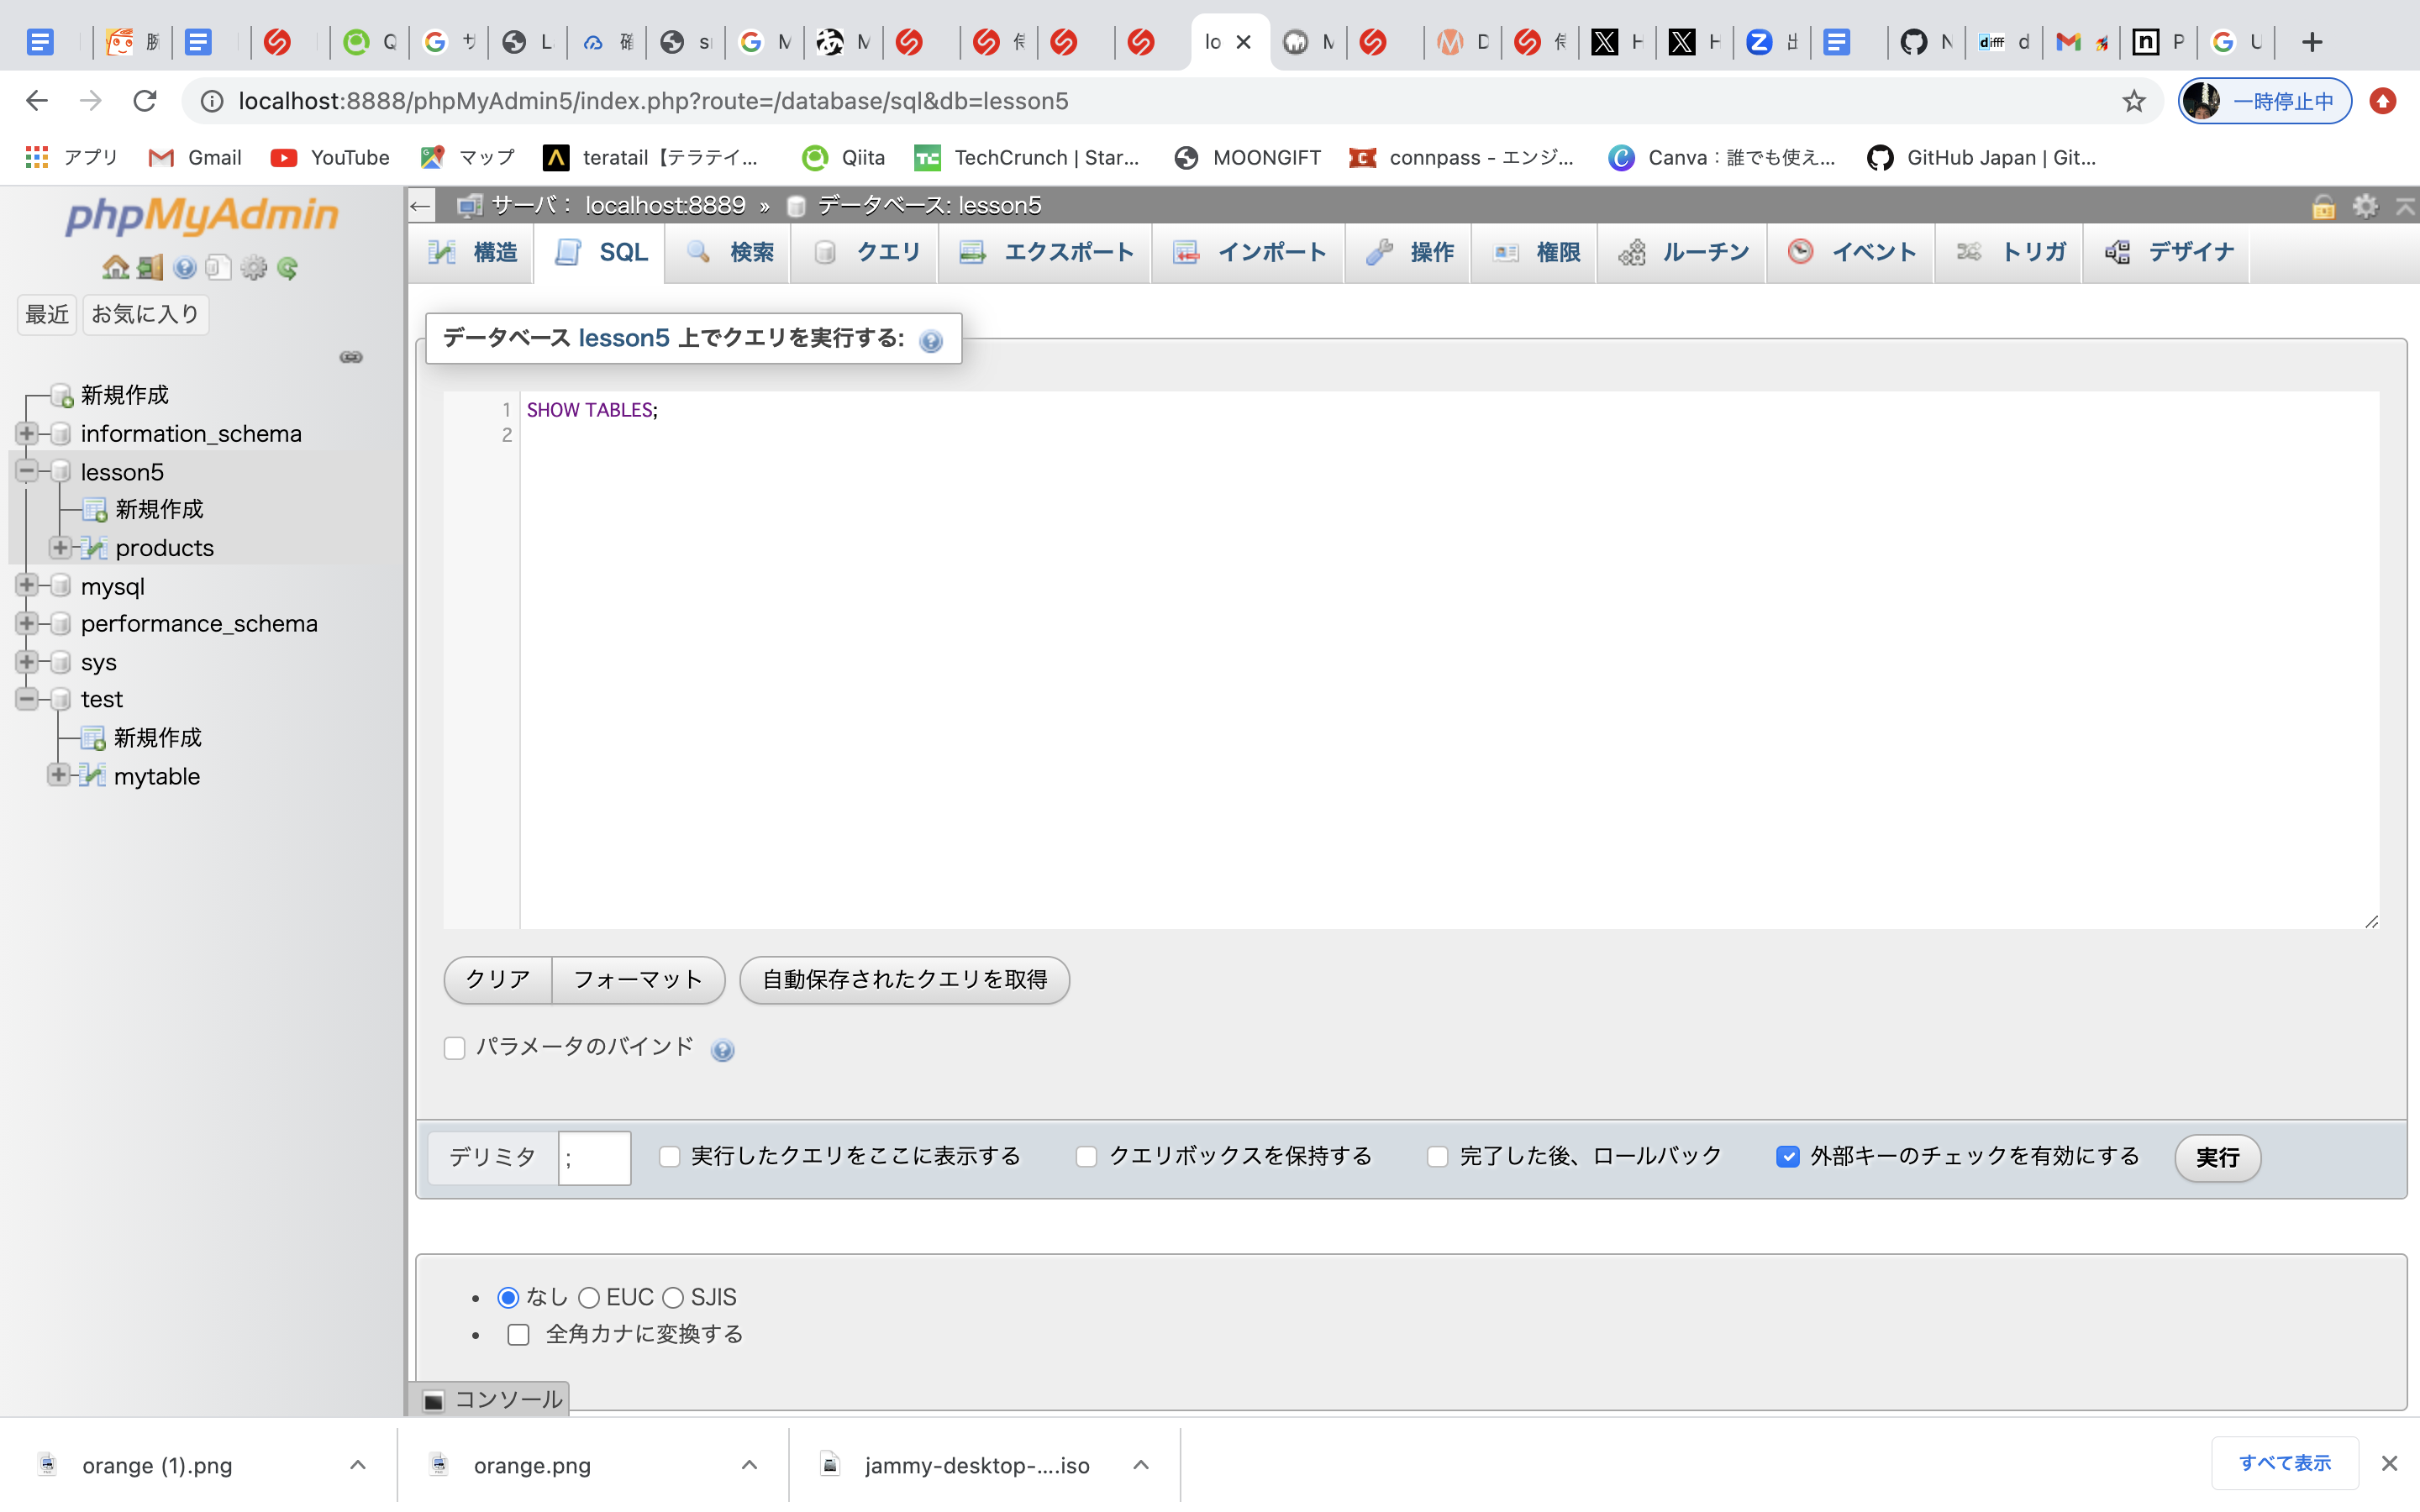 lo
localhost:8888/phpMyAdmin5/index.php?route=/database/sql&db=lesson5
一時停止中
アプリ
Gmail
YouTube
マップ
teratail【テラテイ...
Qiita
TechCrunch | Star...
MOONGIFT
connpass - エンジ...
Canva：誰でも使え...
GitHub Japan | Git...
phpMyAdmin
最近
お気に入り
新規作成
information_schema
lesson5
新規作成
products
mysql
performance_schema
sys
test
新規作成
mytable
サーバ： localhost:8889 » データベース: lesson5
構造
SQL
検索
クエリ
エクスポート
インポート
操作
権限
ルーチン
イベント
トリガ
デザイナ
データベース lesson5 上でクエリを実行する:
1 SHOW TABLES;
2
クリア
フォーマット
自動保存されたクエリを取得
パラメータのバインド
デリミタ ;
実行したクエリをここに表示する
クエリボックスを保持する
完了した後、ロールバック
外部キーのチェックを有効にする
実行
なし EUC SJIS
全角カナに変換する
コンソール
orange (1).png
orange.png
jammy-desktop-....iso
すべて表示